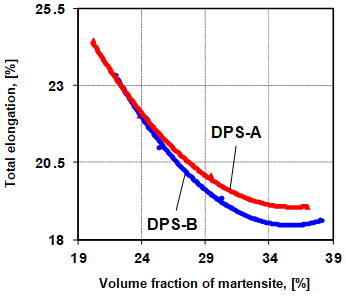 25.5
23
20.5
18
Total elongation, [%]
DPS-A
DPS-B
19 24 29 34 39
Volume fraction of martensite, [%]